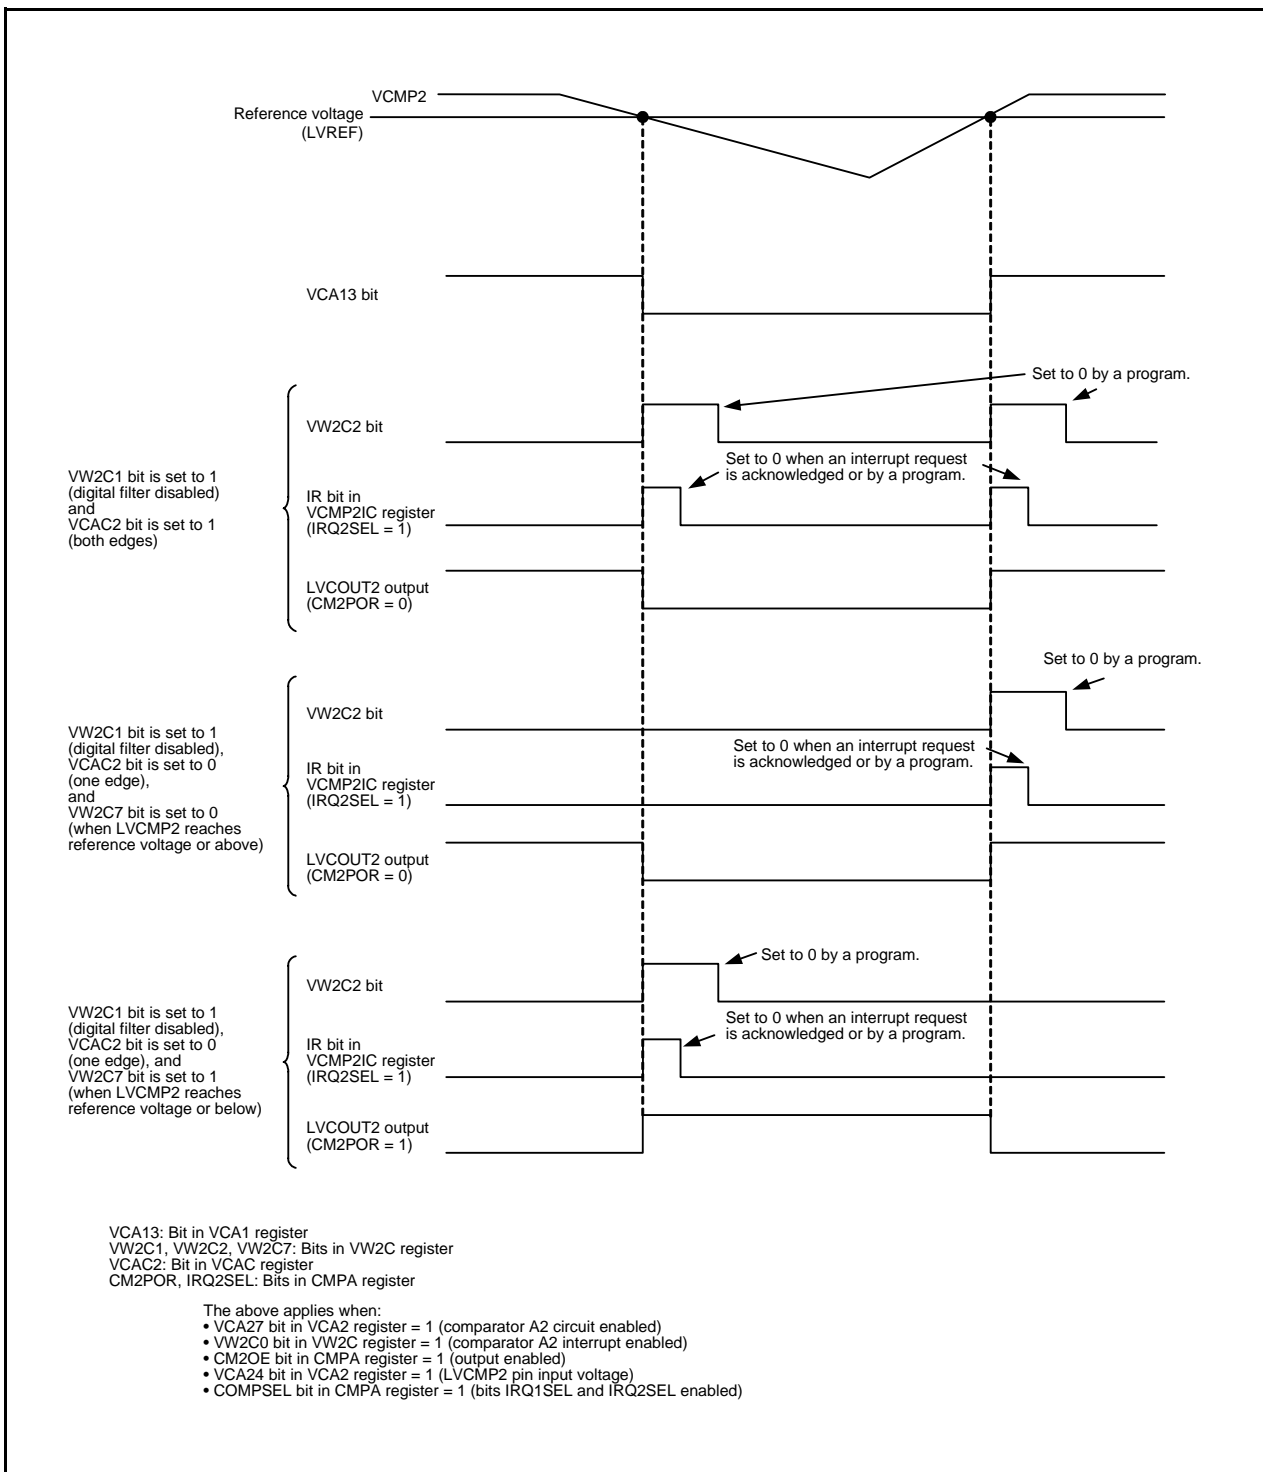 VCMP2
Reference voltage
(LVREF)
VCA13 bit
Set to 0 by a program.
VW2C2 bit
Set to 0 when an interrupt request
is acknowledged or by a program.
VW2C1 bit is set to 1
(digital filter disabled)
and
VCAC2 bit is set to 1
(both edges)
IR bit in
VCMP2IC register
(IRQ2SEL = 1)
LVCOUT2 output
(CM2POR = 0)
Set to 0 by a program.
VW2C2 bit
VW2C1 bit is set to 1
(digital filter disabled),
VCAC2 bit is set to 0
(one edge),
and
VW2C7 bit is set to 0
(when LVCMP2 reaches
reference voltage or above)
Set to 0 when an interrupt request
is acknowledged or by a program.
IR bit in
VCMP2IC register
(IRQ2SEL = 1)
LVCOUT2 output
(CM2POR = 0)
Set to 0 by a program.
VW2C2 bit
VW2C1 bit is set to 1
(digital filter disabled),
VCAC2 bit is set to 0
(one edge), and
VW2C7 bit is set to 1
(when LVCMP2 reaches
reference voltage or below)
Set to 0 when an interrupt request
is acknowledged or by a program.
IR bit in
VCMP2IC register
(IRQ2SEL = 1)
LVCOUT2 output
(CM2POR = 1)
VCA13: Bit in VCA1 register
VW2C1, VW2C2, VW2C7: Bits in VW2C register
VCAC2: Bit in VCAC register
CM2POR, IRQ2SEL: Bits in CMPA register
The above applies when:
• VCA27 bit in VCA2 register = 1 (comparator A2 circuit enabled)
• VW2C0 bit in VW2C register = 1 (comparator A2 interrupt enabled)
• CM2OE bit in CMPA register = 1 (output enabled)
• VCA24 bit in VCA2 register = 1 (LVCMP2 pin input voltage)
• COMPSEL bit in CMPA register = 1 (bits IRQ1SEL and IRQ2SEL enabled)